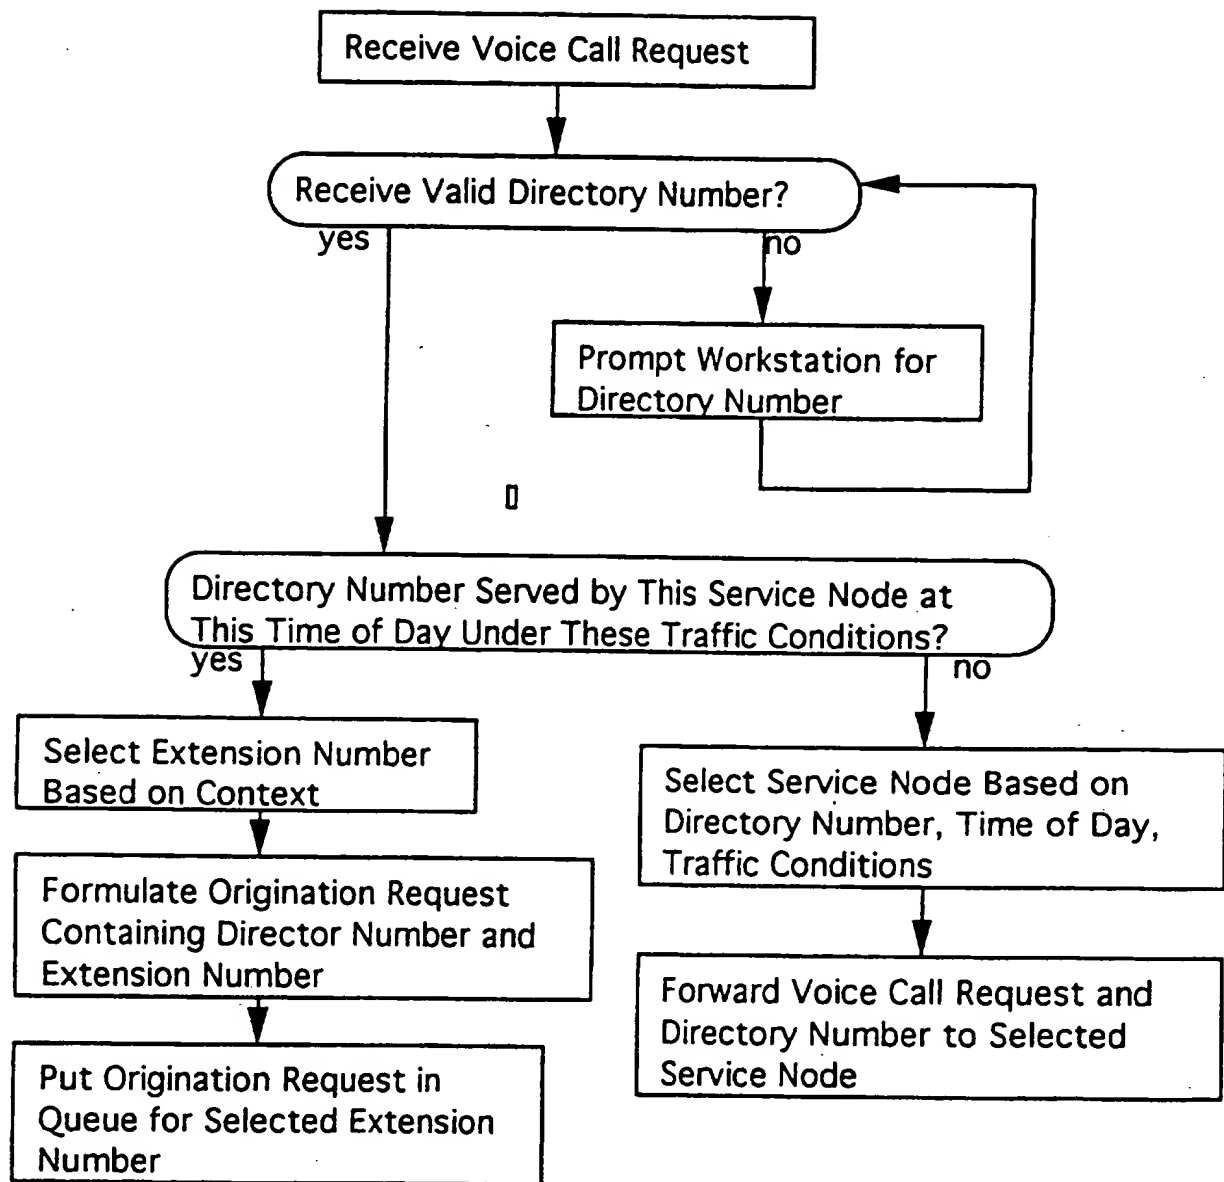 Receive Voice Call Request
Receive Valid Directory Number?
yes
no
Prompt Workstation for
Directory Number
Directory Number Served by This Service Node at
This Time of Day Under These Traffic Conditions?
yes
no
Select Extension Number
Based on Context
Formulate Origination Request
Containing Director Number and
Extension Number
Put Origination Request in
Queue for Selected Extension
Number
Select Service Node Based on
Directory Number, Time of Day,
Traffic Conditions
Forward Voice Call Request and
Directory Number to Selected
Service Node